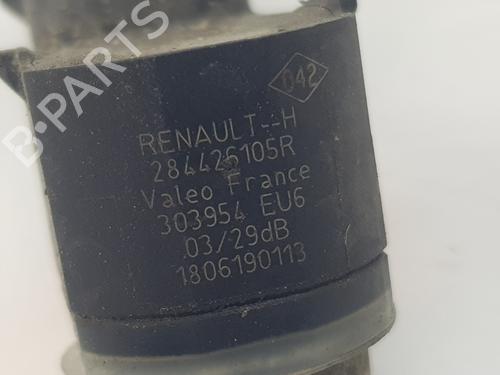 042
RENAULT--H
284426105R
Valeo France
303954 EU6
03/29dB
1806190113
B-PARTS